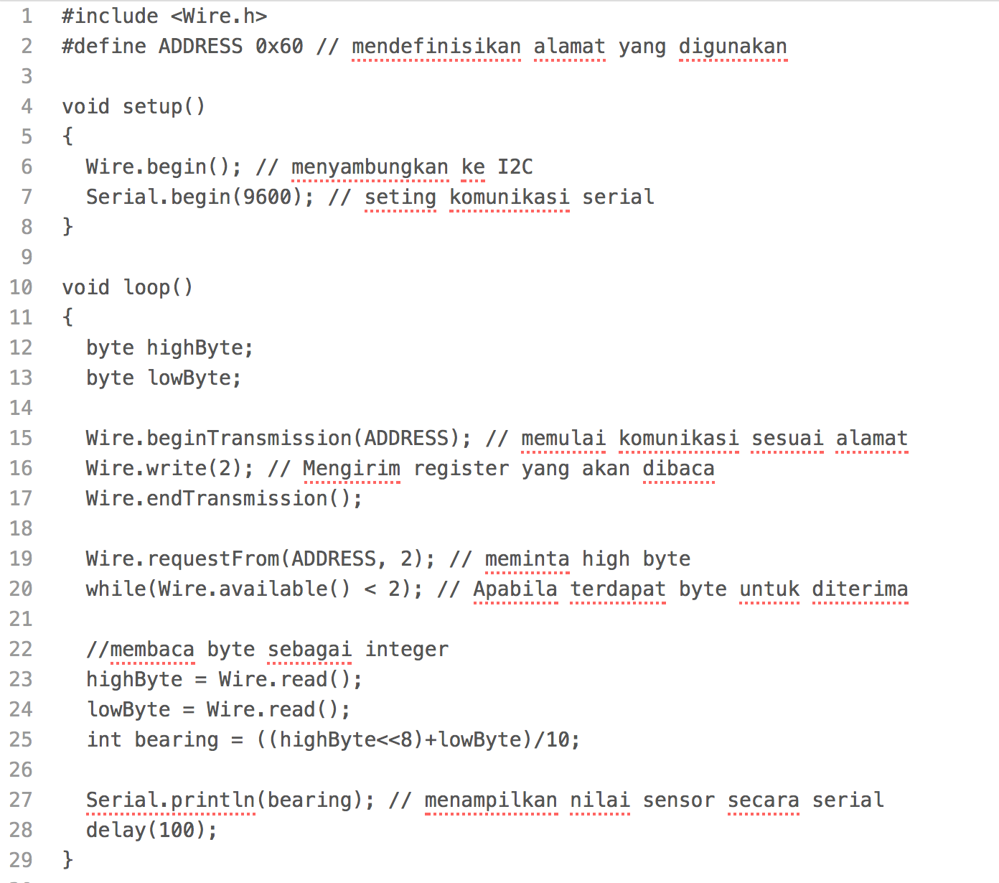 1 #include <Wire.h>
2 #define ADDRESS 0x60 // mendefinisikan alamat yang digunakan
3
4 void setup()
5 {
6 Wire.begin(); // menyambungkan ke I2C
7 Serial.begin(9600); // seting komunikasi serial
8 }
9
10 void loop()
11 {
12 byte highByte;
13 byte lowByte;
14
15 Wire.beginTransmission(ADDRESS); // memulai komunikasi sesuai alamat
16 Wire.write(2); // Mengirim register yang akan dibaca
17 Wire.endTransmission();
18
19 Wire.requestFrom(ADDRESS, 2); // meminta high byte
20 while(Wire.available() < 2); // Apabila terdapat byte untuk diterima
21
22 //membaca byte sebagai integer
23 highByte = Wire.read();
24 lowByte = Wire.read();
25 int bearing = ((highByte<<8)+lowByte)/10;
26
27 Serial.println(bearing); // menampilkan nilai sensor secara serial
28 delay(100);
29 }